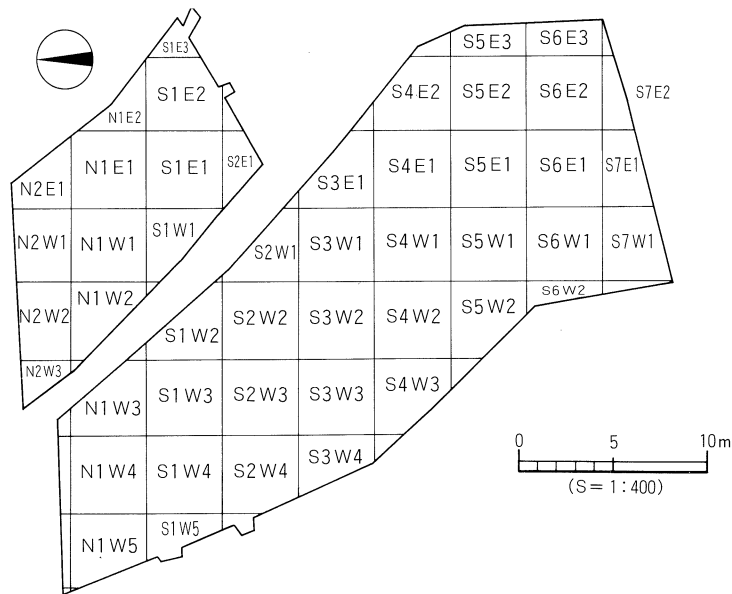 S1E3
S5E3 S6E3
S1E2 S4E2 S5E2 S6E2 S7E2
N1E2
N1E1 S1E1 S2E1 S4E1 S5E1 S6E1 S7E1
N2E1 S3E1
N2W1 N1W1 S1W1 S2W1 S3W1 S4W1 S5W1 S6W1 S7W1
N2W2 N1W2 S1W2 S2W2 S3W2 S4W2 S5W2 S6W2
N2W3 N1W3 S1W3 S2W3 S3W3 S4W3
N1W4 S1W4 S2W4 S3W4
N1W5 S1W5
0 5 10m
(S=1:400)